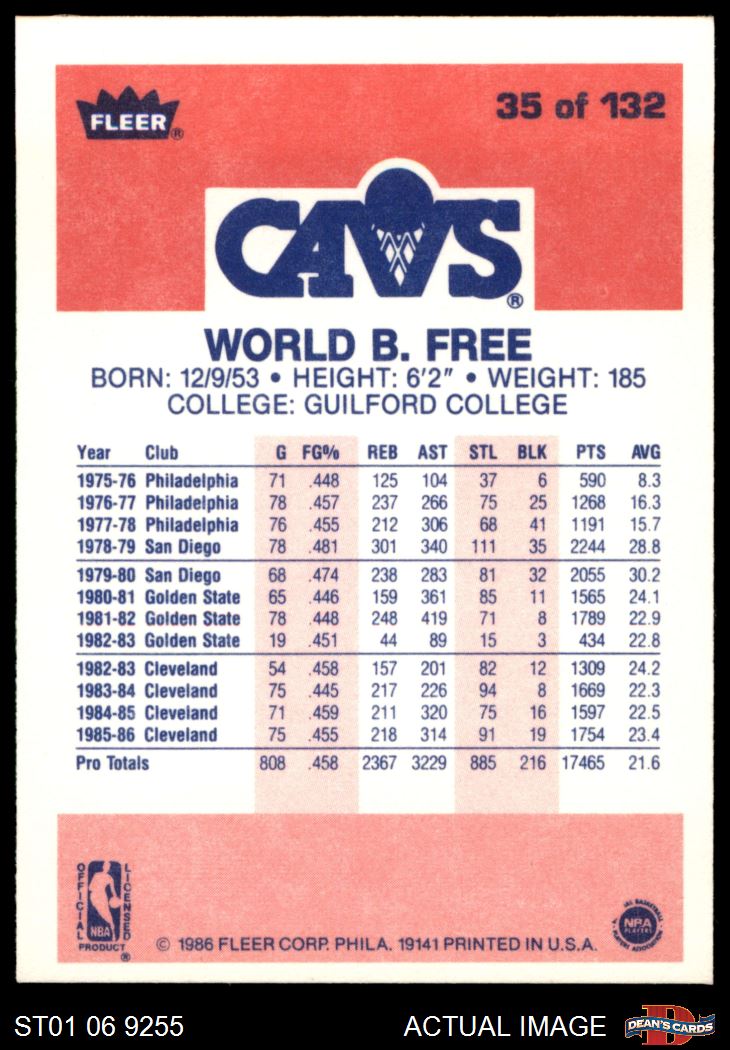 FLEER®
35 of 132
CAVS®
WORLD B. FREE
BORN: 12/9/53 • HEIGHT: 6'2" • WEIGHT: 185
COLLEGE: GUILFORD COLLEGE
Year Club G FG% REB AST STL BLK PTS AVG
1975-76 Philadelphia 71 .448 125 104 37 6 590 8.3
1976-77 Philadelphia 78 .457 237 266 75 25 1268 16.3
1977-78 Philadelphia 76 .455 212 306 68 41 1191 15.7
1978-79 San Diego 78 .481 301 340 111 35 2244 28.8
1979-80 San Diego 68 .474 238 283 81 32 2055 30.2
1980-81 Golden State 65 .446 159 361 85 11 1565 24.1
1981-82 Golden State 78 .448 248 419 71 8 1789 22.9
1982-83 Golden State 19 .451 44 89 15 3 434 22.8
1982-83 Cleveland 54 .458 157 201 82 12 1309 24.2
1983-84 Cleveland 75 .445 217 226 94 8 1669 22.3
1984-85 Cleveland 71 .459 211 320 75 16 1597 22.5
1985-86 Cleveland 75 .455 218 314 91 19 1754 23.4
Pro Totals 808 .458 2367 3229 885 216 17465 21.6
OFFICIAL LICENSED
NBA
PRODUCT®
© 1986 FLEER CORP. PHILA. 19141 PRINTED IN U.S.A.
NBA
PLAYERS
BASKETBALL
PLAYERS ASSOCIATION
ST01 06 9255
ACTUAL IMAGE
D
DEAN'S CARDS